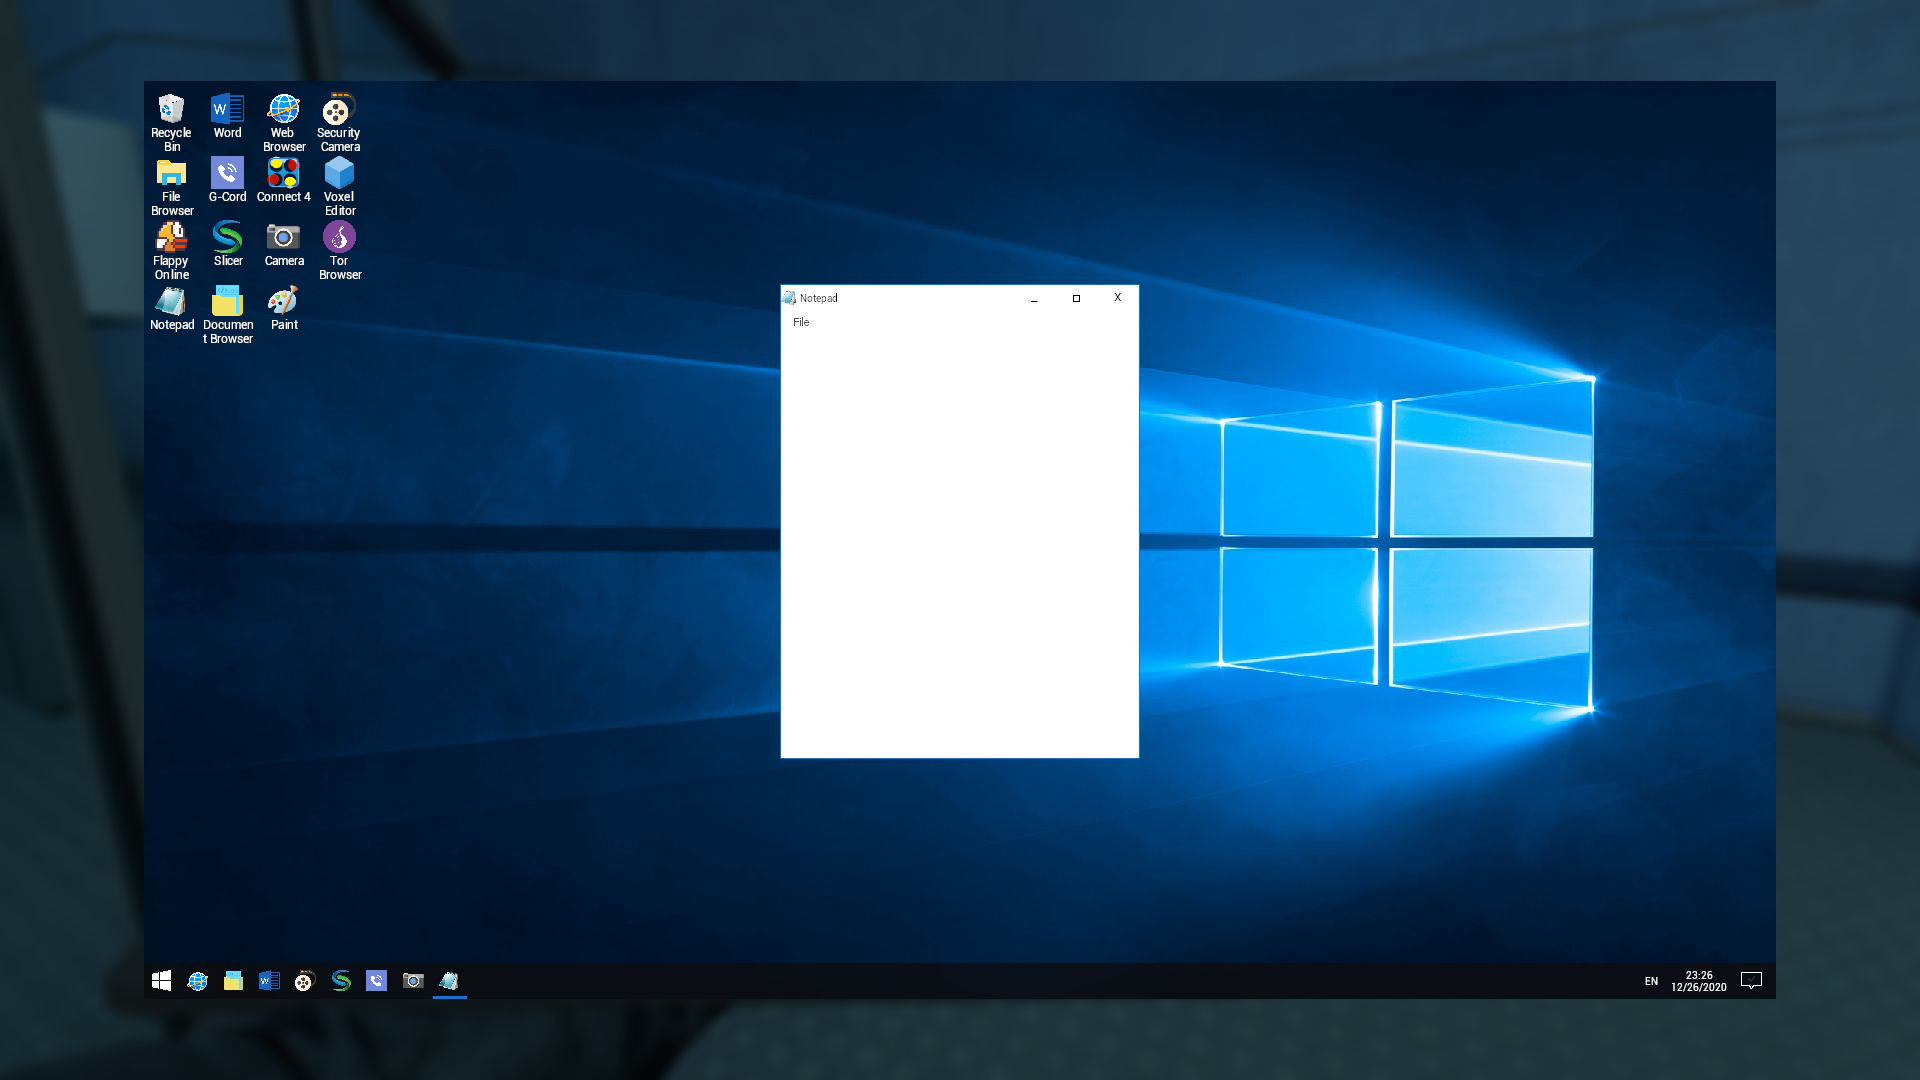 Recycle
Bin
Word
Web
Browser
Security
Camera
File
Browser
G-Cord
Connect 4
Voxel
Editor
Flappy
Online
Slicer
Camera
Tor
Browser
Notepad
Documen
t Browser
Paint
Notepad
File
EN
23:26
12/26/2020